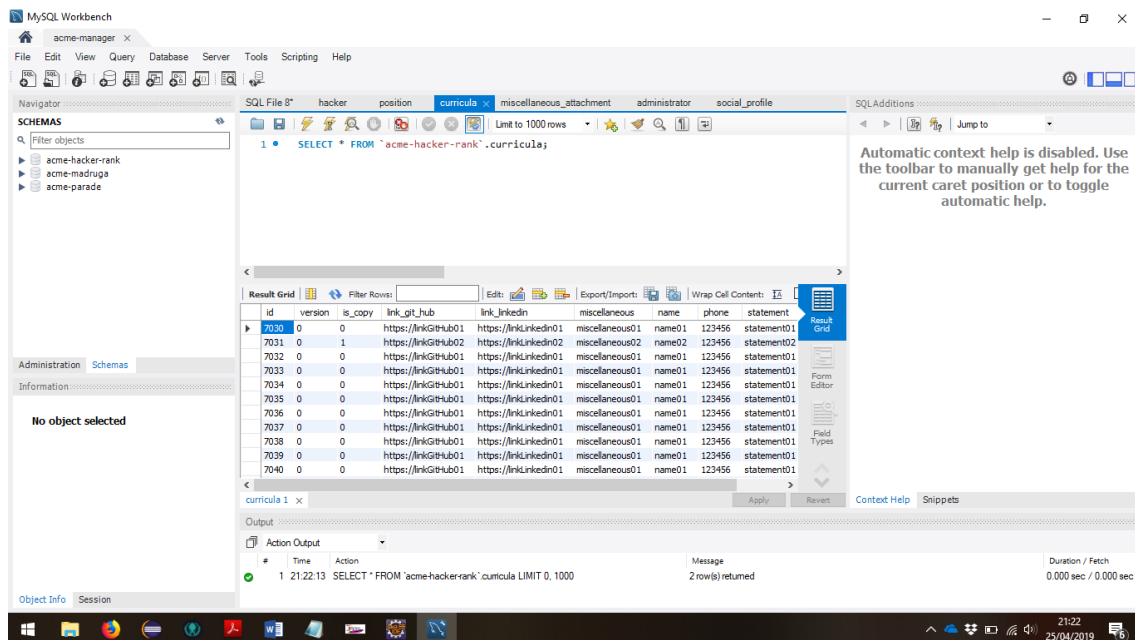 MySQL Workbench
acme-manager
File Edit View Query Database Server Tools Scripting Help
Navigator
SCHEMAS
Filter objects
acme-hacker-rank
acme-madruga
acme-parade
Administration Schemas
Information
No object selected
Object Info Session
SQL File 8* hacker position curricula miscellaneous_attachment administrator social_profile
Limit to 1000 rows
1 SELECT * FROM `acme-hacker-rank`.curricula;
Result Grid Filter Rows: Edit: Export/Import: Wrap Cell Content:
id version is_copy link_git_hub link_linkedin miscellaneous name phone statement
7030 0 0 https://linkGitHub01 https://linkLinkedin01 miscellaneous01 name01 123456 statement01
7031 0 1 https://linkGitHub02 https://linkLinkedin02 miscellaneous02 name02 123456 statement02
7032 0 0 https://linkGitHub01 https://linkLinkedin01 miscellaneous01 name01 123456 statement01
7033 0 0 https://linkGitHub01 https://linkLinkedin01 miscellaneous01 name01 123456 statement01
7034 0 0 https://linkGitHub01 https://linkLinkedin01 miscellaneous01 name01 123456 statement01
7035 0 0 https://linkGitHub01 https://linkLinkedin01 miscellaneous01 name01 123456 statement01
7036 0 0 https://linkGitHub01 https://linkLinkedin01 miscellaneous01 name01 123456 statement01
7037 0 0 https://linkGitHub01 https://linkLinkedin01 miscellaneous01 name01 123456 statement01
7038 0 0 https://linkGitHub01 https://linkLinkedin01 miscellaneous01 name01 123456 statement01
7039 0 0 https://linkGitHub01 https://linkLinkedin01 miscellaneous01 name01 123456 statement01
7040 0 0 https://linkGitHub01 https://linkLinkedin01 miscellaneous01 name01 123456 statement01
Result
Grid
Form
Editor
Field
Types
curricula 1
Apply Revert
SQLAdditions
Jump to
Automatic context help is disabled. Use
the toolbar to manually get help for the
current caret position or to toggle
automatic help.
Context Help Snippets
Output
Action Output
# Time Action Message Duration / Fetch
1 21:22:13 SELECT * FROM `acme-hacker-rank`.curricula LIMIT 0, 1000 2 row(s) returned 0.000 sec / 0.000 sec
21:22
25/04/2019
6